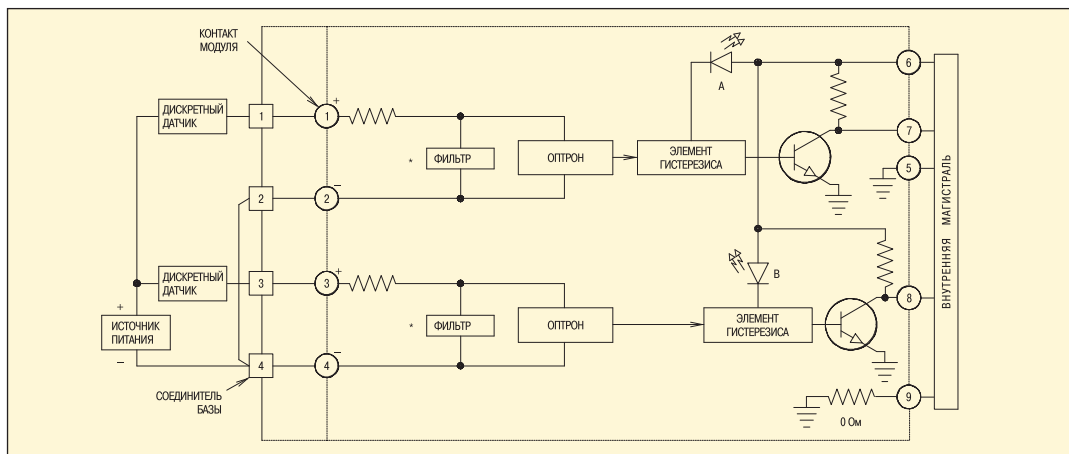 КОНТАКТ
МОДУЛЯ
ДИСКРЕТНЫЙ
ДАТЧИК
1
1
+
*
ФИЛЬТР
ОПТРОН
ЭЛЕМЕНТ
ГИСТЕРЕЗИСА
A
6
7
5
2
2
–
ДИСКРЕТНЫЙ
ДАТЧИК
3
3
+
*
ФИЛЬТР
ОПТРОН
ЭЛЕМЕНТ
ГИСТЕРЕЗИСА
B
8
+
ИСТОЧНИК
ПИТАНИЯ
–
4
4
–
СОЕДИНИТЕЛЬ
БАЗЫ
0 Ом
9
ВНУТРЕННЯЯ МАГИСТРАЛЬ